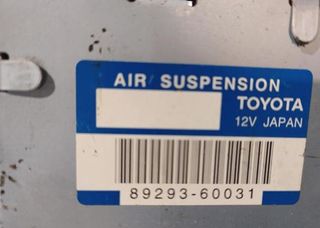 AIR SUSPENSION
TOYOTA
12V JAPAN
89293-60031